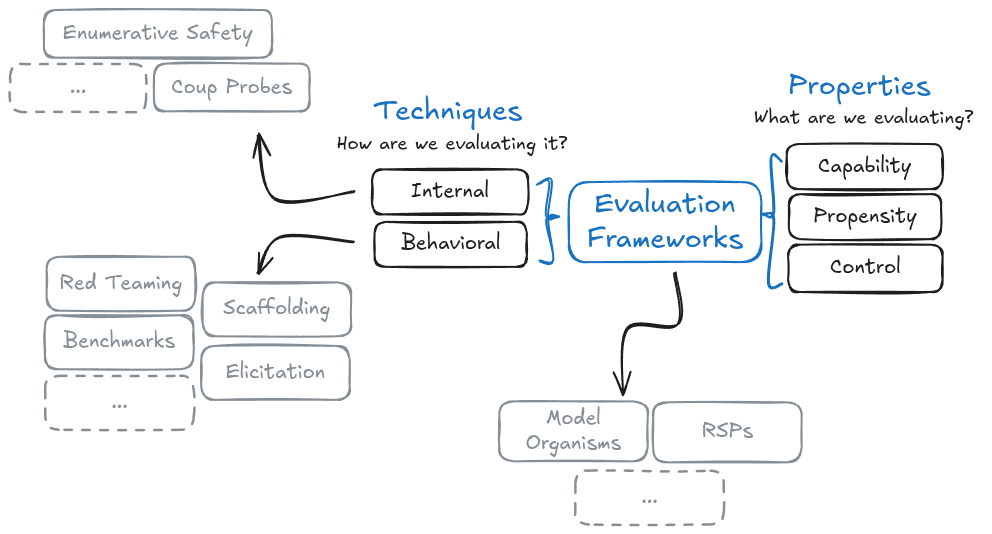 Enumerative Safety
...
Coup Probes
Techniques
How are we evaluating it?
Internal
Behavioral
Evaluation
Frameworks
Properties
What are we evaluating?
Capability
Propensity
Control
Red Teaming
Scaffolding
Benchmarks
Elicitation
...
Model
Organisms
RSPs
...